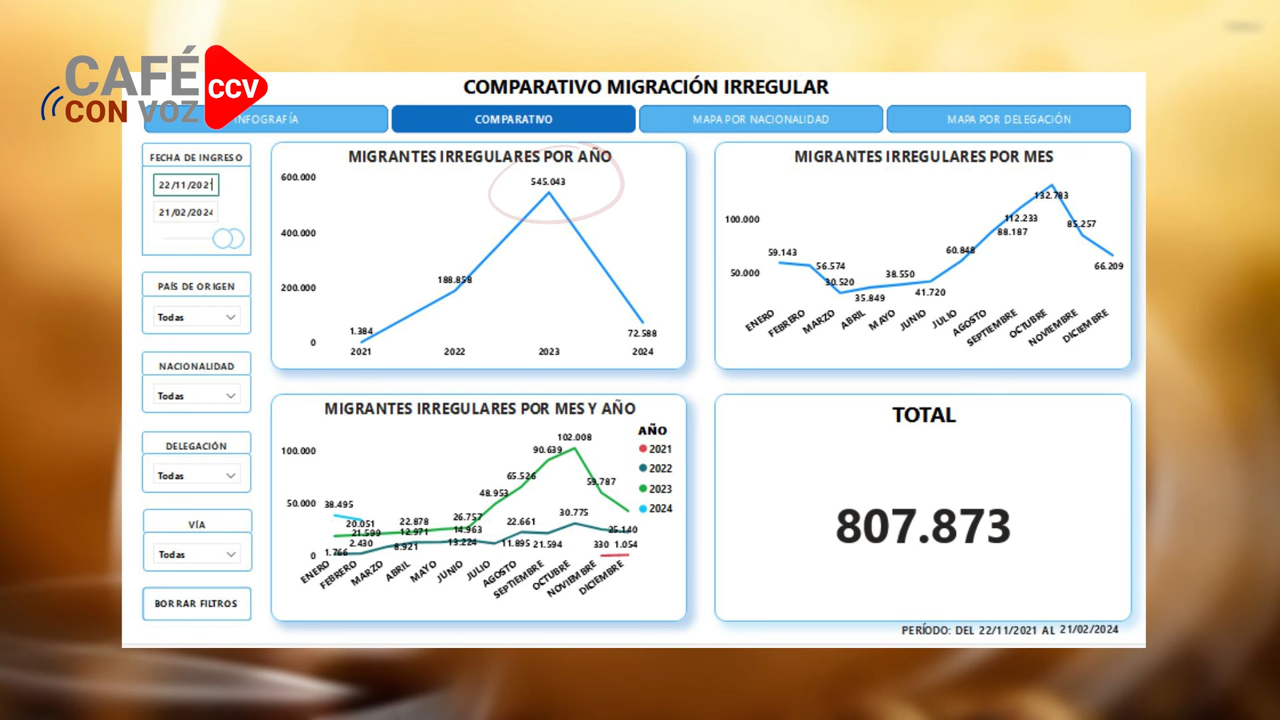 CAFÉ
CON VOZ
CCV
COMPARATIVO MIGRACIÓN IRREGULAR
INFOGRAFÍA
COMPARATIVO
MAPA POR NACIONALIDAD
MAPA POR DELEGACIÓN
FECHA DE INGRESO
22/11/2021
21/02/2024
PAÍS DE ORIGEN
Todas
NACIONALIDAD
Todas
DELEGACIÓN
Todas
VÍA
Todas
BORRAR FILTROS
MIGRANTES IRREGULARES POR AÑO
600.000
400.000
200.000
0
1.384
188.858
545.043
72.588
2021
2022
2023
2024
MIGRANTES IRREGULARES POR MES
100.000
50.000
59.143
56.574
30.520
35.849
38.550
41.720
60.848
88.187
112.233
132.783
85.257
66.209
ENERO
FEBRERO
MARZO
ABRIL
MAYO
JUNIO
JULIO
AGOSTO
SEPTIEMBRE
OCTUBRE
NOVIEMBRE
DICIEMBRE
MIGRANTES IRREGULARES POR MES Y AÑO
100.000
50.000
0
38.495
20.051
21.599
1.766
2.430
8.921
22.878
12.971
26.757
14.963
13.224
48.953
11.895
65.526
22.661
90.639
21.594
102.008
30.775
59.787
25.140
330
1.054
ENERO
FEBRERO
MARZO
ABRIL
MAYO
JUNIO
JULIO
AGOSTO
SEPTIEMBRE
OCTUBRE
NOVIEMBRE
DICIEMBRE
AÑO
2021
2022
2023
2024
TOTAL
807.873
PERÍODO: DEL 22/11/2021 AL 21/02/2024